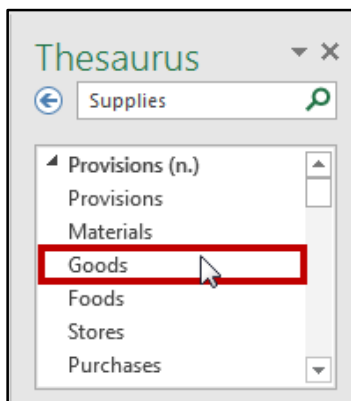 Thesaurus
Supplies
Provisions (n.)
Provisions
Materials
Goods
Foods
Stores
Purchases